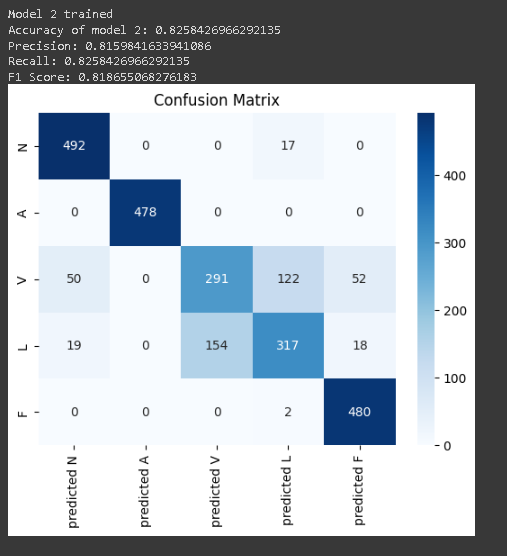 Model 2 trained
Accuracy of model 2: 0.8258426966292135
Precision: 0.8159841633941086
Recall: 0.8258426966292135
F1 Score: 0.818655068276183
Confusion Matrix
N 492 0 0 17 0
A 0 478 0 0 0
V 50 0 291 122 52
L 19 0 154 317 18
F 0 0 0 2 480
predicted N predicted A predicted V predicted L predicted F
400
300
200
100
0